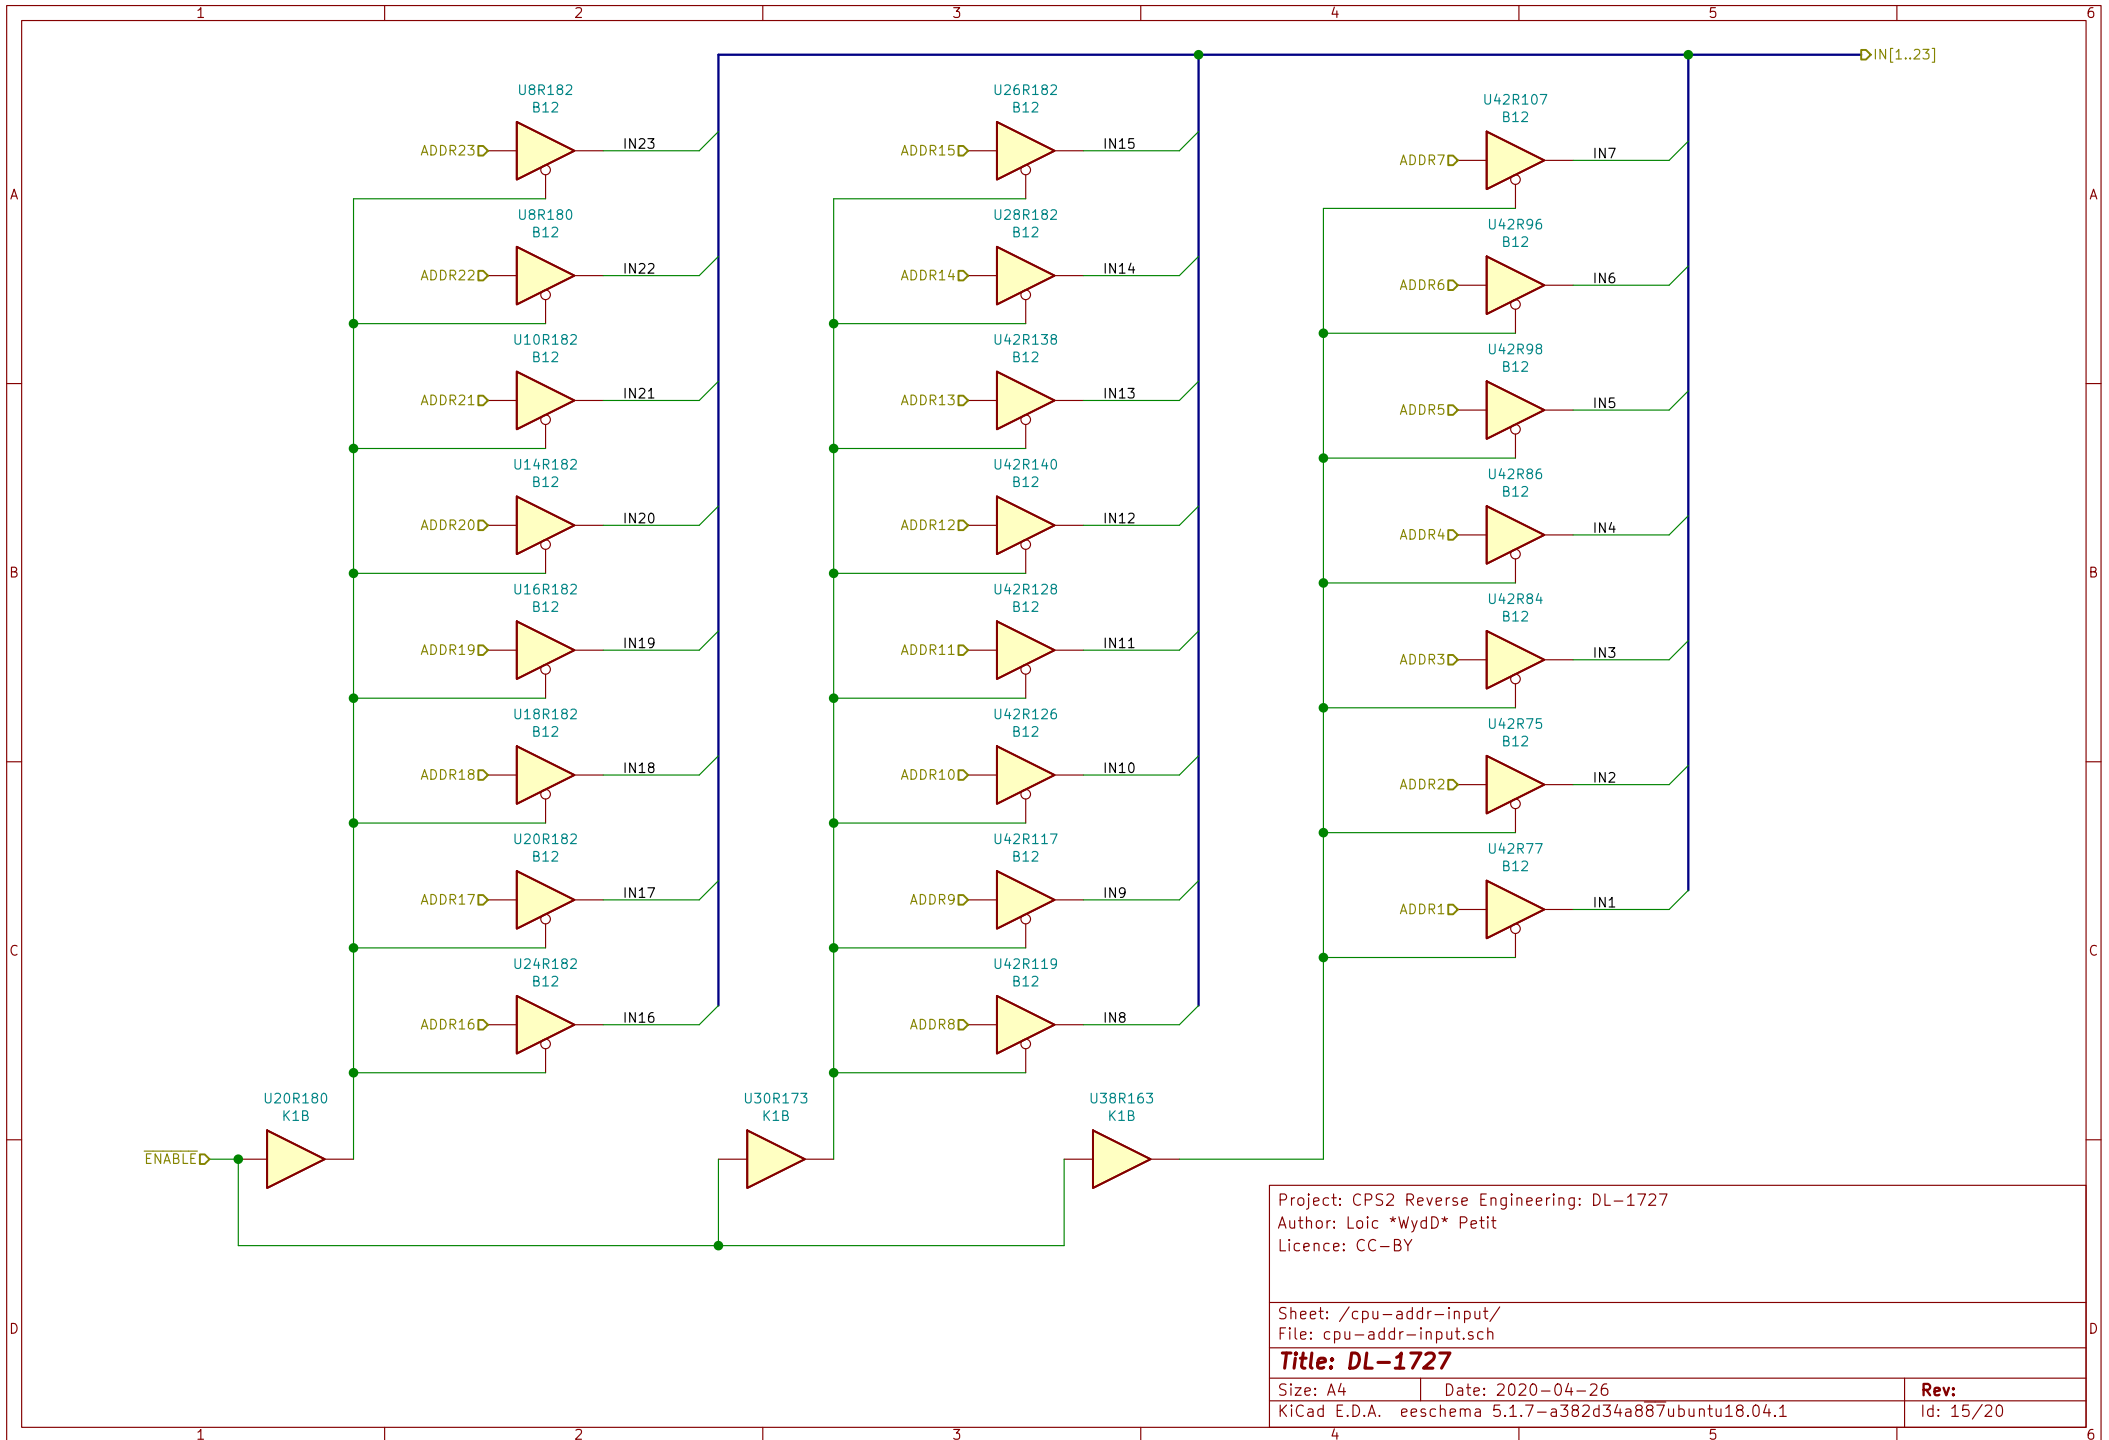 1 2 3 4 5 6
IN[1..23]
U8R182
B12
ADDR23
IN23
U8R180
B12
ADDR22
IN22
U10R182
B12
ADDR21
IN21
U14R182
B12
ADDR20
IN20
U16R182
B12
ADDR19
IN19
U18R182
B12
ADDR18
IN18
U20R182
B12
ADDR17
IN17
U24R182
B12
ADDR16
IN16
U26R182
B12
ADDR15
IN15
U28R182
B12
ADDR14
IN14
U42R138
B12
ADDR13
IN13
U42R140
B12
ADDR12
IN12
U42R128
B12
ADDR11
IN11
U42R126
B12
ADDR10
IN10
U42R117
B12
ADDR9
IN9
U42R119
B12
ADDR8
IN8
U42R107
B12
ADDR7
IN7
U42R96
B12
ADDR6
IN6
U42R98
B12
ADDR5
IN5
U42R86
B12
ADDR4
IN4
U42R84
B12
ADDR3
IN3
U42R75
B12
ADDR2
IN2
U42R77
B12
ADDR1
IN1
U20R180
K1B
U30R173
K1B
U38R163
K1B
ENABLE
A
B
C
D
A
B
C
D
Project: CPS2 Reverse Engineering: DL-1727
Author: Loic *WydD* Petit
Licence: CC-BY
Sheet: /cpu-addr-input/
File: cpu-addr-input.sch
Title: DL-1727
Size: A4 Date: 2020-04-26 Rev:
KiCad E.D.A. eeschema 5.1.7-a382d34a887ubuntu18.04.1 Id: 15/20
1 2 3 4 5 6